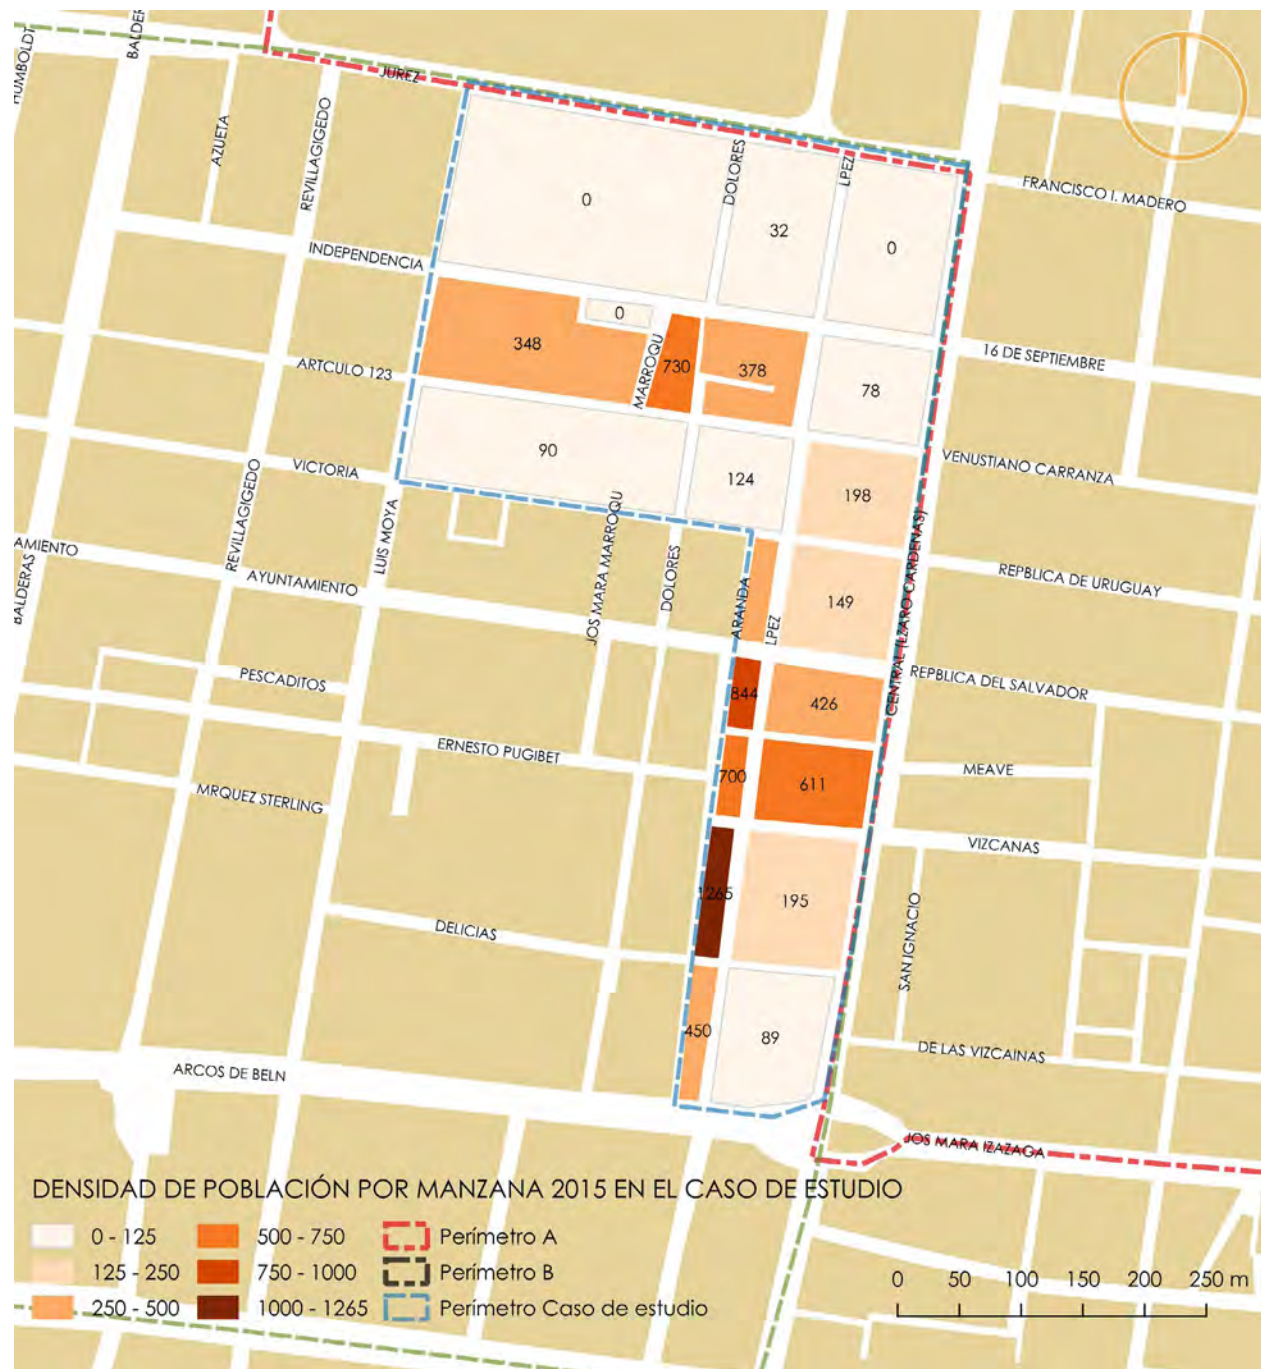 HUMBOLDT
BALDER
JUREZ
AZUETA
REVILLAGIGEDO
DOLORES
LPEZ
FRANCISCO I. MADERO
0
32
0
INDEPENDENCIA
0
348
MARROQU
730
378
16 DE SEPTIEMBRE
ARTCULO 123
78
90
124
VICTORIA
VENUSTIANO CARRANZA
198
REVILLAGIGEDO
LUIS MOYA
JOS MARA MARROQU
DOLORES
AMIENTO
BALDERAS
AYUNTAMIENTO
ARANDA
LPEZ
149
CENTRAL (LZARO CARDENAS)
REPBLICA DE URUGUAY
PESCADITOS
844
426
REPBLICA DEL SALVADOR
ERNESTO PUGIBET
700
611
MEAVE
MRQUEZ STERLING
VIZCANAS
1265
195
SAN IGNACIO
DELICIAS
450
89
DE LAS VIZCAINAS
ARCOS DE BELN
JOS MARA IZAZAGA
DENSIDAD DE POBLACIÓN POR MANZANA 2015 EN EL CASO DE ESTUDIO
0 - 125
500 - 750
Perímetro A
125 - 250
750 - 1000
Perímetro B
250 - 500
1000 - 1265
Perímetro Caso de estudio
0 50 100 150 200 250 m